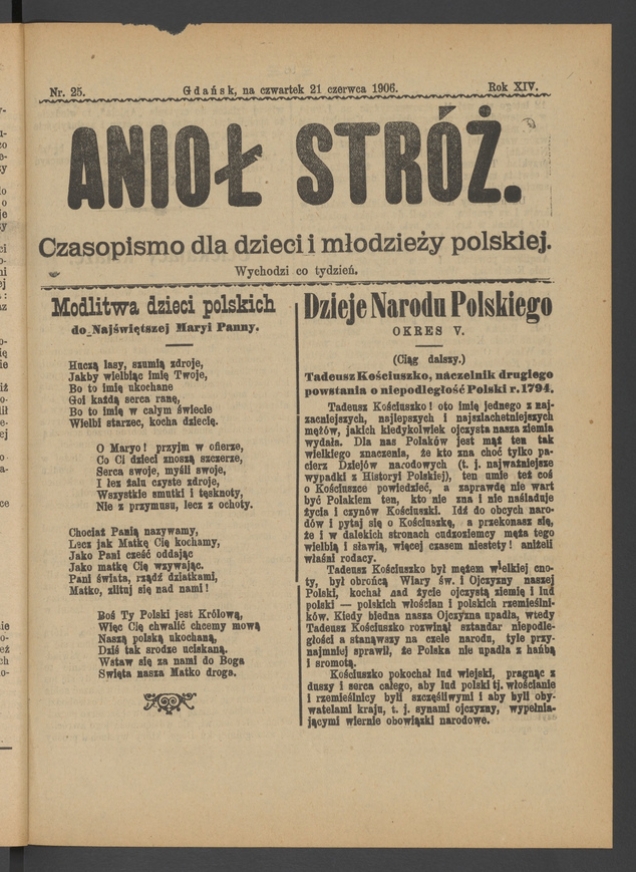 Nr. 25.
Gdańsk, na czwartek 21 czerwca 1906.
Rok XIV.
ANIOŁ STRÓŻ.
Czasopismo dla dzieci i młodzieży polskiej.
Wychodzi co tydzień.
Modlitwa dzieci polskich
do Najświętszej Maryi Panny.
Huczą lasy, szumią zdroje,
Jakby wielbiąc imię Twoje,
Bo to imię ukochane
Goi każdą serca ranę,
Bo to imię w całym świecie
Wielbi starzec, kocha dziecię.
O Maryo! przyjm w ofierze,
Co Ci dzieci znoszą szczerze,
Serca swoje, myśli swoje,
I łez żalu czyste zdroje,
Wszystkie smutki i tęsknoty,
Nie z przymusu, lecz z ochoty.
Chociaż Panią nazywamy,
Lecz jak Matkę Cię kochamy,
Jako Pani cześć oddając
Jako matkę Cię wzywając.
Pani świata, rządź dziatkami,
Matko, zlituj się nad nami!
Boś Ty Polski jest Królową,
Więc Cię chwalić chcemy mową
Naszą polską ukochaną,
Dziś tak srodze uciskaną.
Wstaw się za nami do Boga
Święta nasza Matko droga.
Dzieje Narodu Polskiego
OKRES V.
(Ciąg dalszy.)
Tadeusz Kościuszko, náczelnik drugiego
powstania o niepodległość Polski r. 1794.
Tadeusz Kościuszko! oto imię jednego z naj-
zacniejszych, najlepszych i najszlachetniejszych
mężów, jakich kiedykolwiek ojczysta nasza ziemia
wydała. Dla nas Polaków jest mąż ten tak
wielkiego znaczenia, że kto zna choć tylko pa-
cierz Dziejów narodowych (t. j. najważniejsze
wypadki z Historyi Polskiej), ten umie też coś
o Kościuszce powiedzieć, a zaprawdę nie wart
być Polakiem ten, kto nie zna i nie naśladuje
życia i czynów Kościuszki. Idź do obcych naro-
dów i pytaj się o Kościuszkę, a przekonasz się,
że i w dalekich stronach cudzoziemcy męża tego
wielbią i sławią, więcej czasem niestety! aniżeli
właśni rodacy.
Tadeusz Kościuszko był mężem wielkiej cno-
ty, był obrońcą Wiary św. i Ojczyzny naszej
Polski, kochał nad życie ojczystą ziemię i lud
polski — polskich włościan i polskich rzemieślni-
ków. Kiedy biedna nasza Ojczyzna upadła, wtedy
Tadeusz Kościuszko rozwinął sztandar niepodle-
głości a stanąwszy na czele narodu, tyle przy-
najmniej sprawił, że Polska nie upadła z hańbą
i sromotą.
Kościuszko pokochał lud wiejski, pragnąc z
duszy i serca całego, aby lud polski tj. włościanie
i rzemieślnicy byli szczęśliwymi i aby byli oby-
watelami kraju, t. j. synami ojczyzny, wypełnia-
jącymi wiernie obowiązki narodowe.